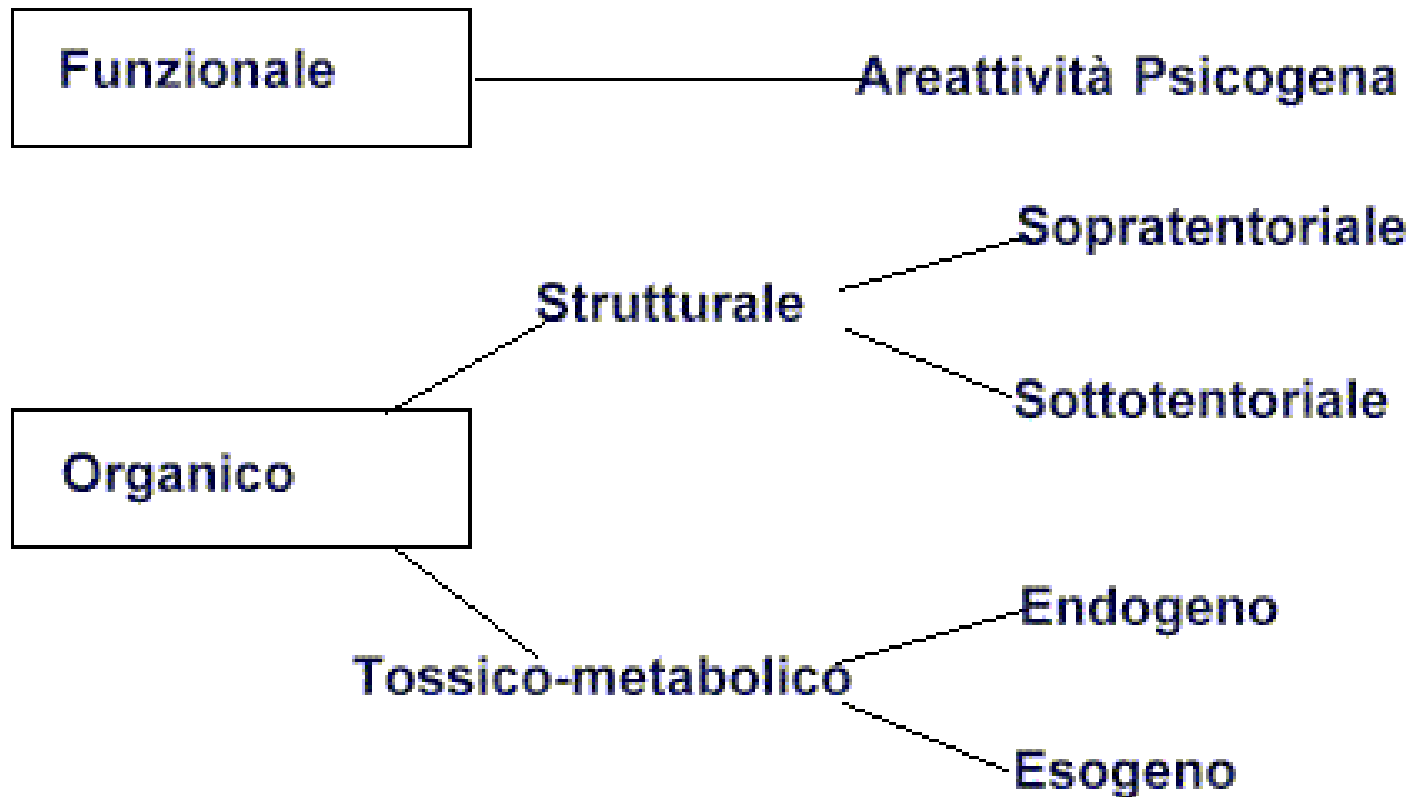 Funzionale
Areattività Psicogena
Sopratentoriale
Strutturale
Sottotentoriale
Organico
Endogeno
Tossico-metabolico
Esogeno